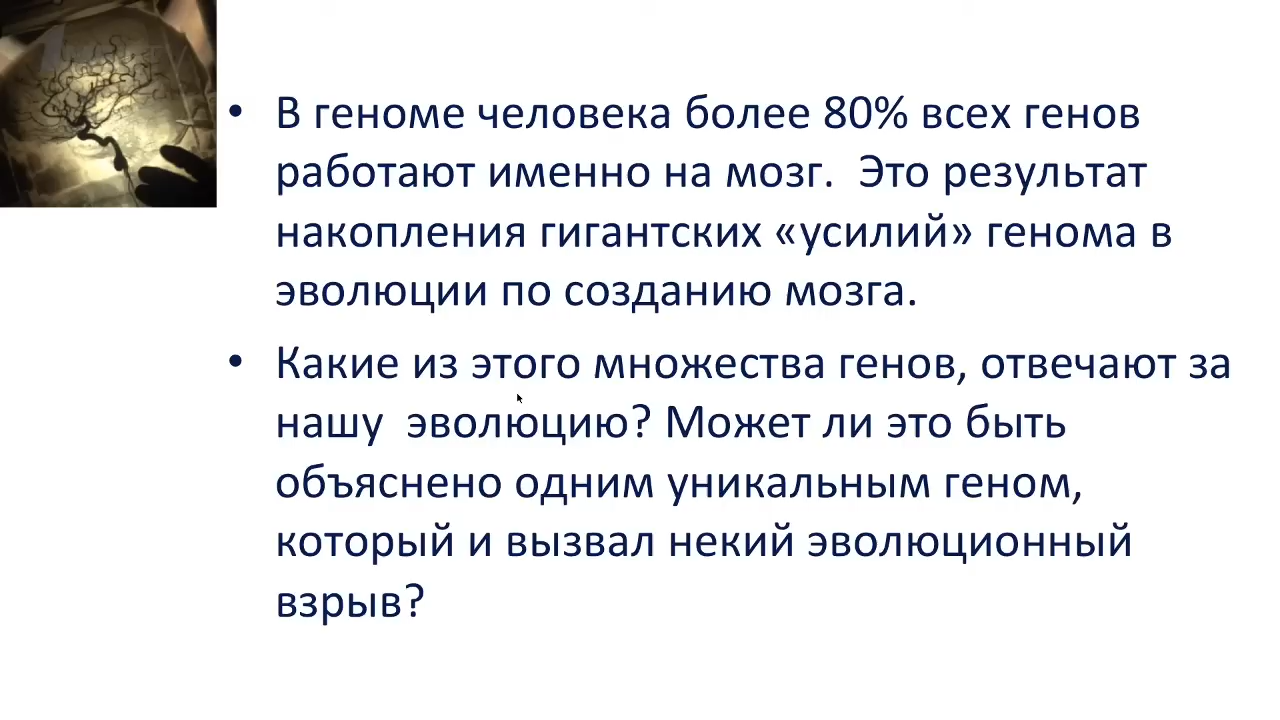 • В геноме человека более 80% всех генов
работают именно на мозг.  Это результат
накопления гигантских «усилий» генома в
эволюции по созданию мозга.
• Какие из этого множества генов, отвечают за
нашу  эволюцию? Может ли это быть
объяснено одним уникальным геном,
который и вызвал некий эволюционный
взрыв?